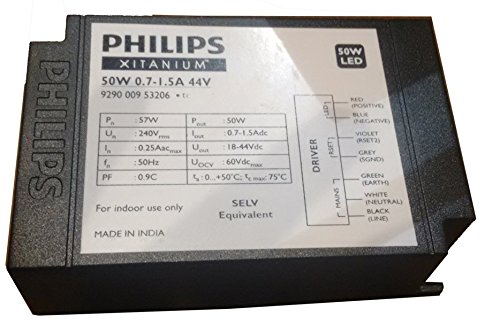 PHILIPS
PHILIPS
XITANIUM
50W 0.7-1.5A 44V
9290 009 53206 • tc
50W
LED
Pn : 57W Pout : 50W
Un : 240Vrms Iout : 0.7-1.5Adc
In : 0.25Aacmax Uout : 18-44Vdc
fn : 50Hz UOCV : 60Vdcmax
PF : 0.9C ta : 0...+50°C; tc max: 75°C
For indoor use only
SELV
Equivalent
MADE IN INDIA
DRIVER
LED
RSET
MAINS
RED
(POSITIVE)
BLUE
(NEGATIVE)
VIOLET
(RSET2)
GREY
(SGND)
GREEN
(EARTH)
WHITE
(NEUTRAL)
BLACK
(LINE)